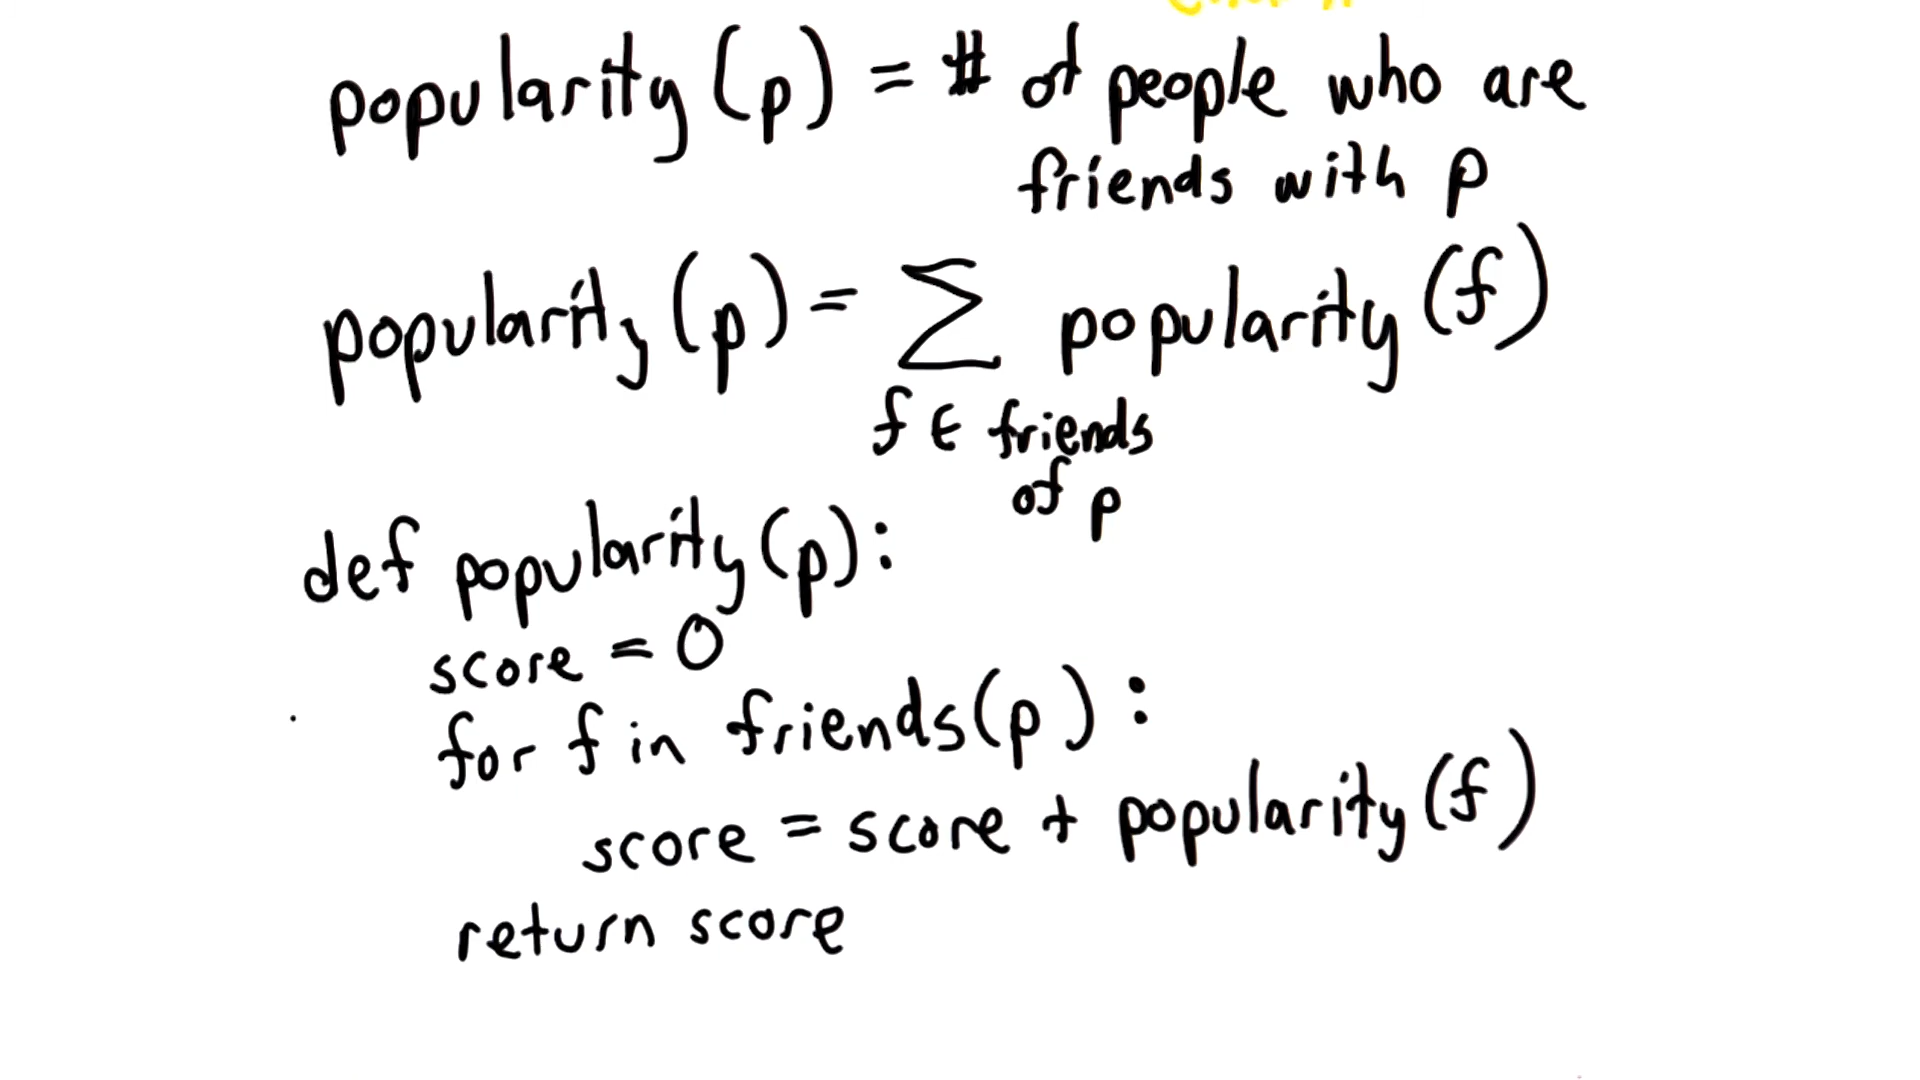 popularity(p) = # of people who are
friends with p
popularity(p) = ∑ popularity(f)
f ∈ friends
of p
def popularity(p):
score = 0
for f in friends(p):
score = score + popularity(f)
return score